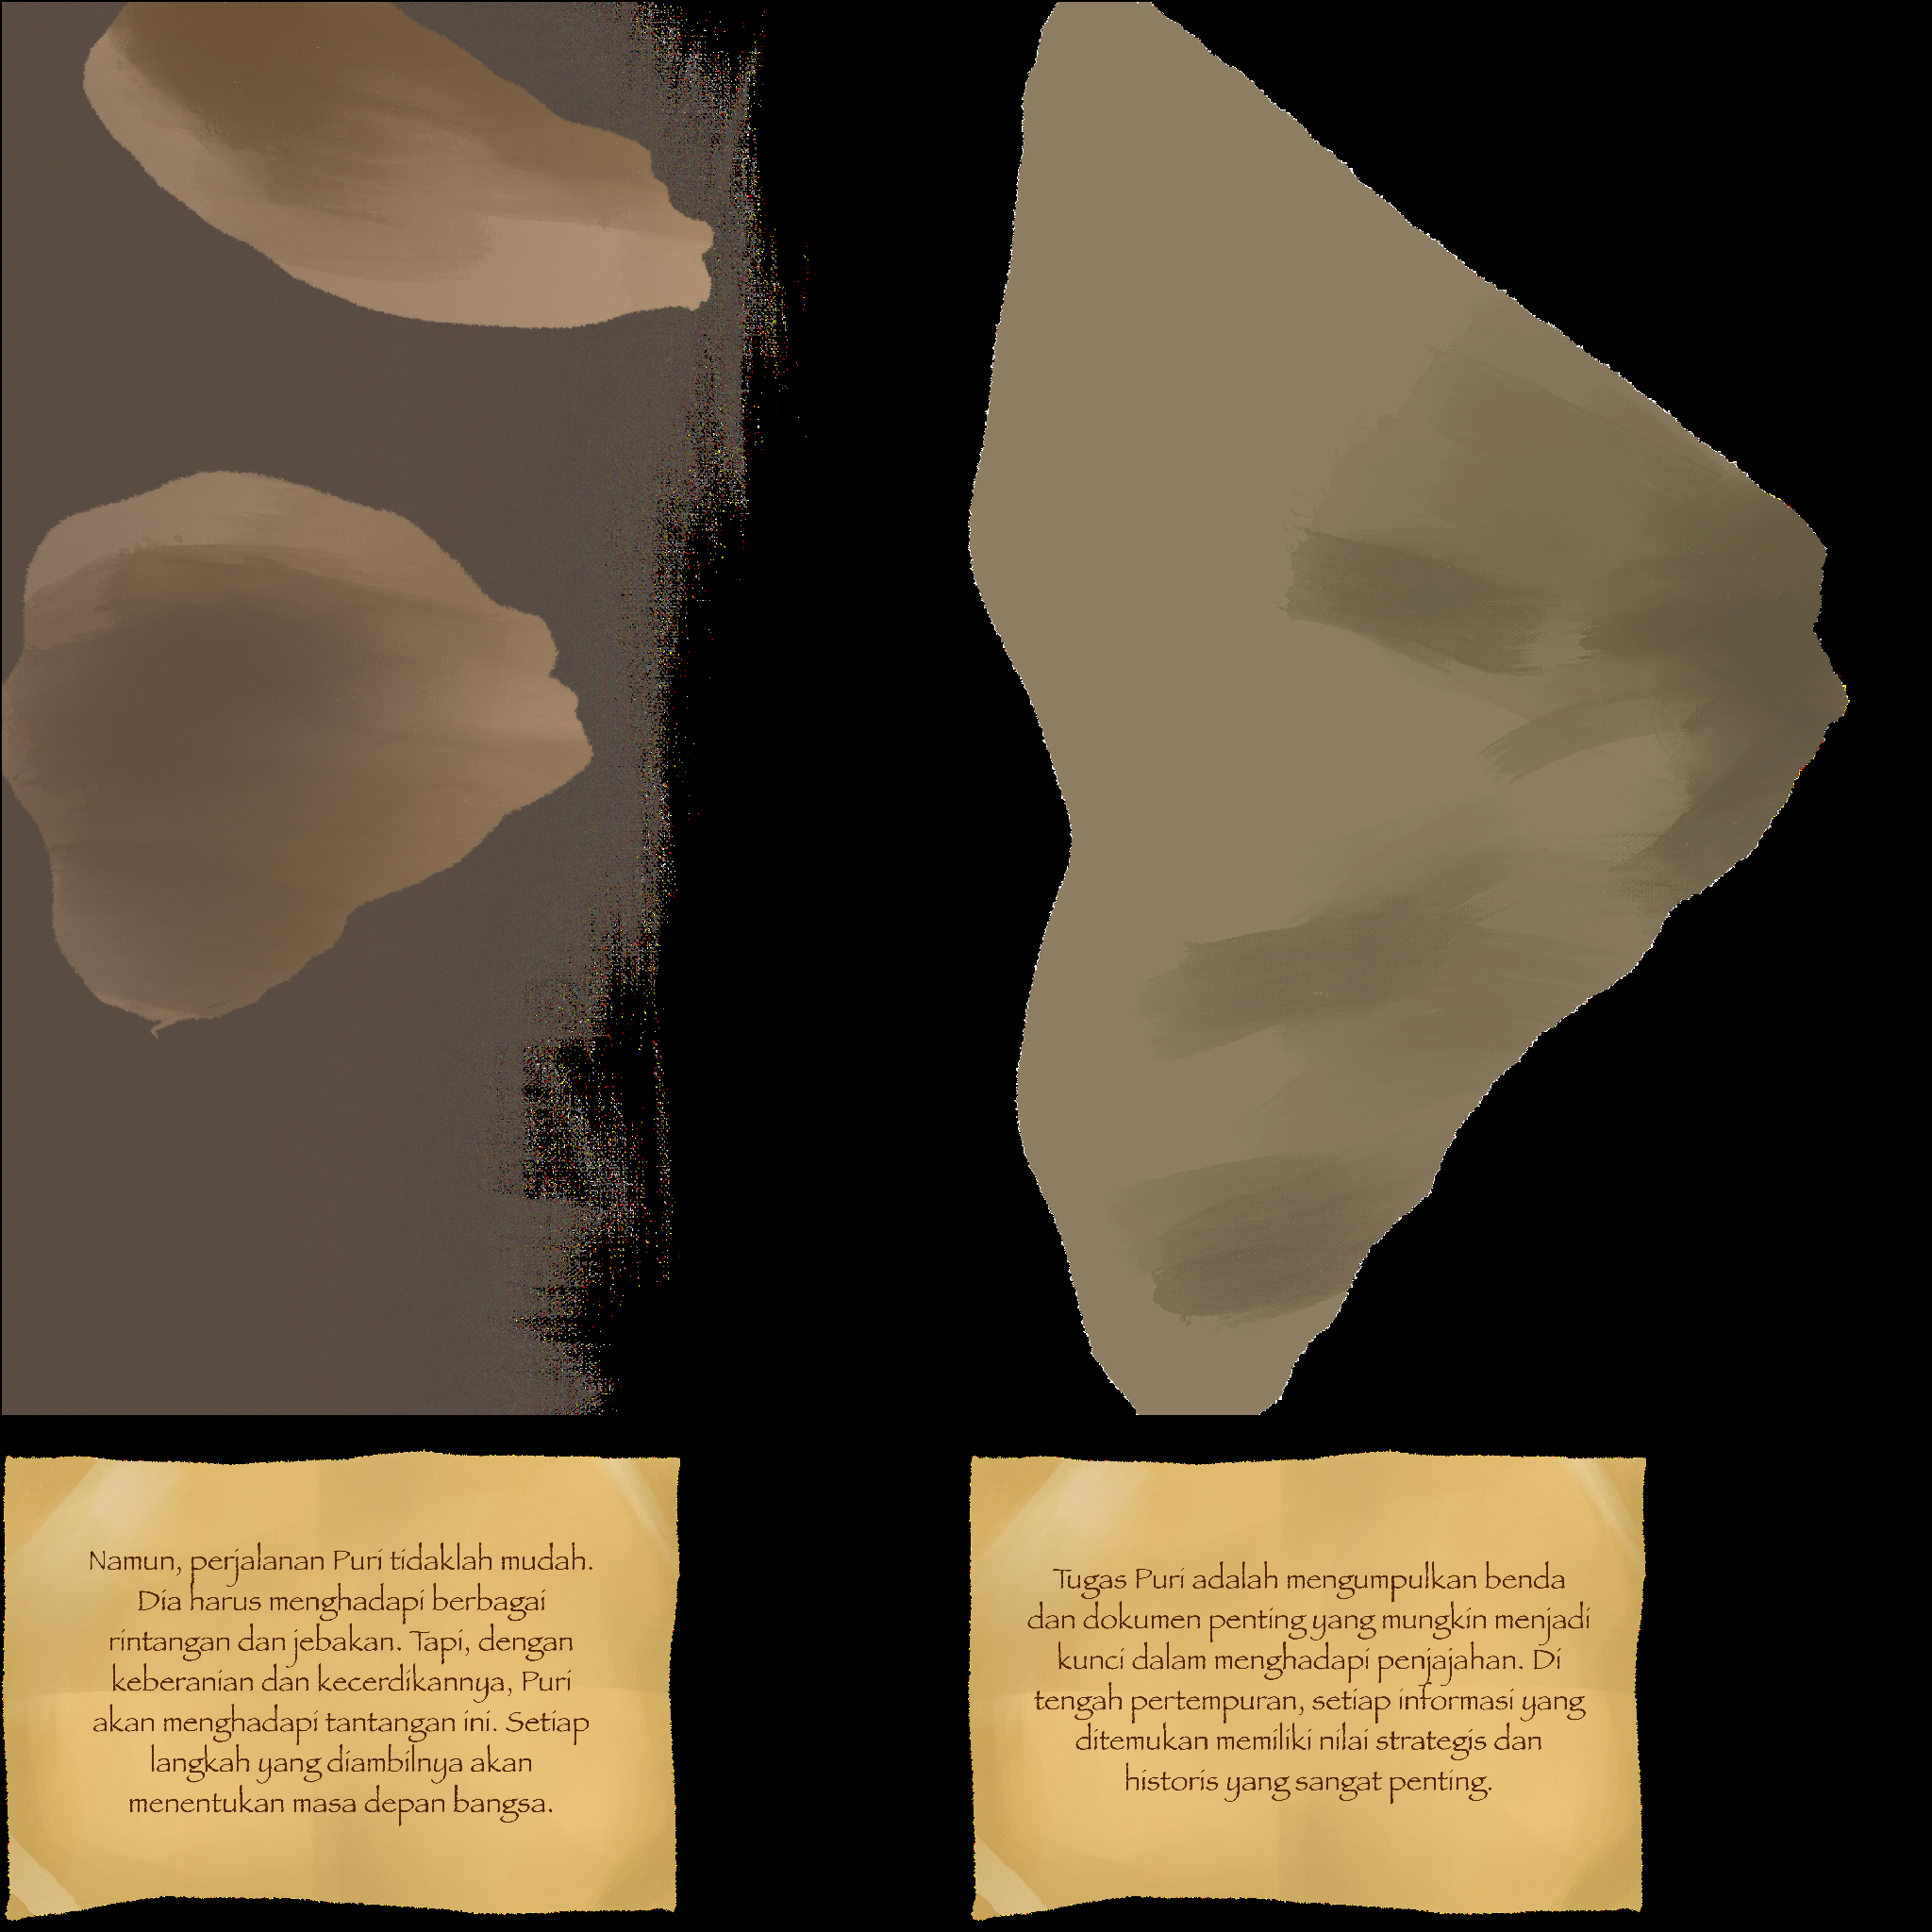 Namun, perjalanan Puri tidaklah mudah.
Dia harus menghadapi berbagai
rintangan dan jebakan. Tapi, dengan
keberanian dan kecerdikannya, Puri
akan menghadapi tantangan ini. Setiap
langkah yang diambilnya akan
menentukan masa depan bangsa.
Tugas Puri adalah mengumpulkan benda
dan dokumen penting yang mungkin menjadi
kunci dalam menghadapi penjajahan. Di
tengah pertempuran, setiap informasi yang
ditemukan memiliki nilai strategis dan
historis yang sangat penting.